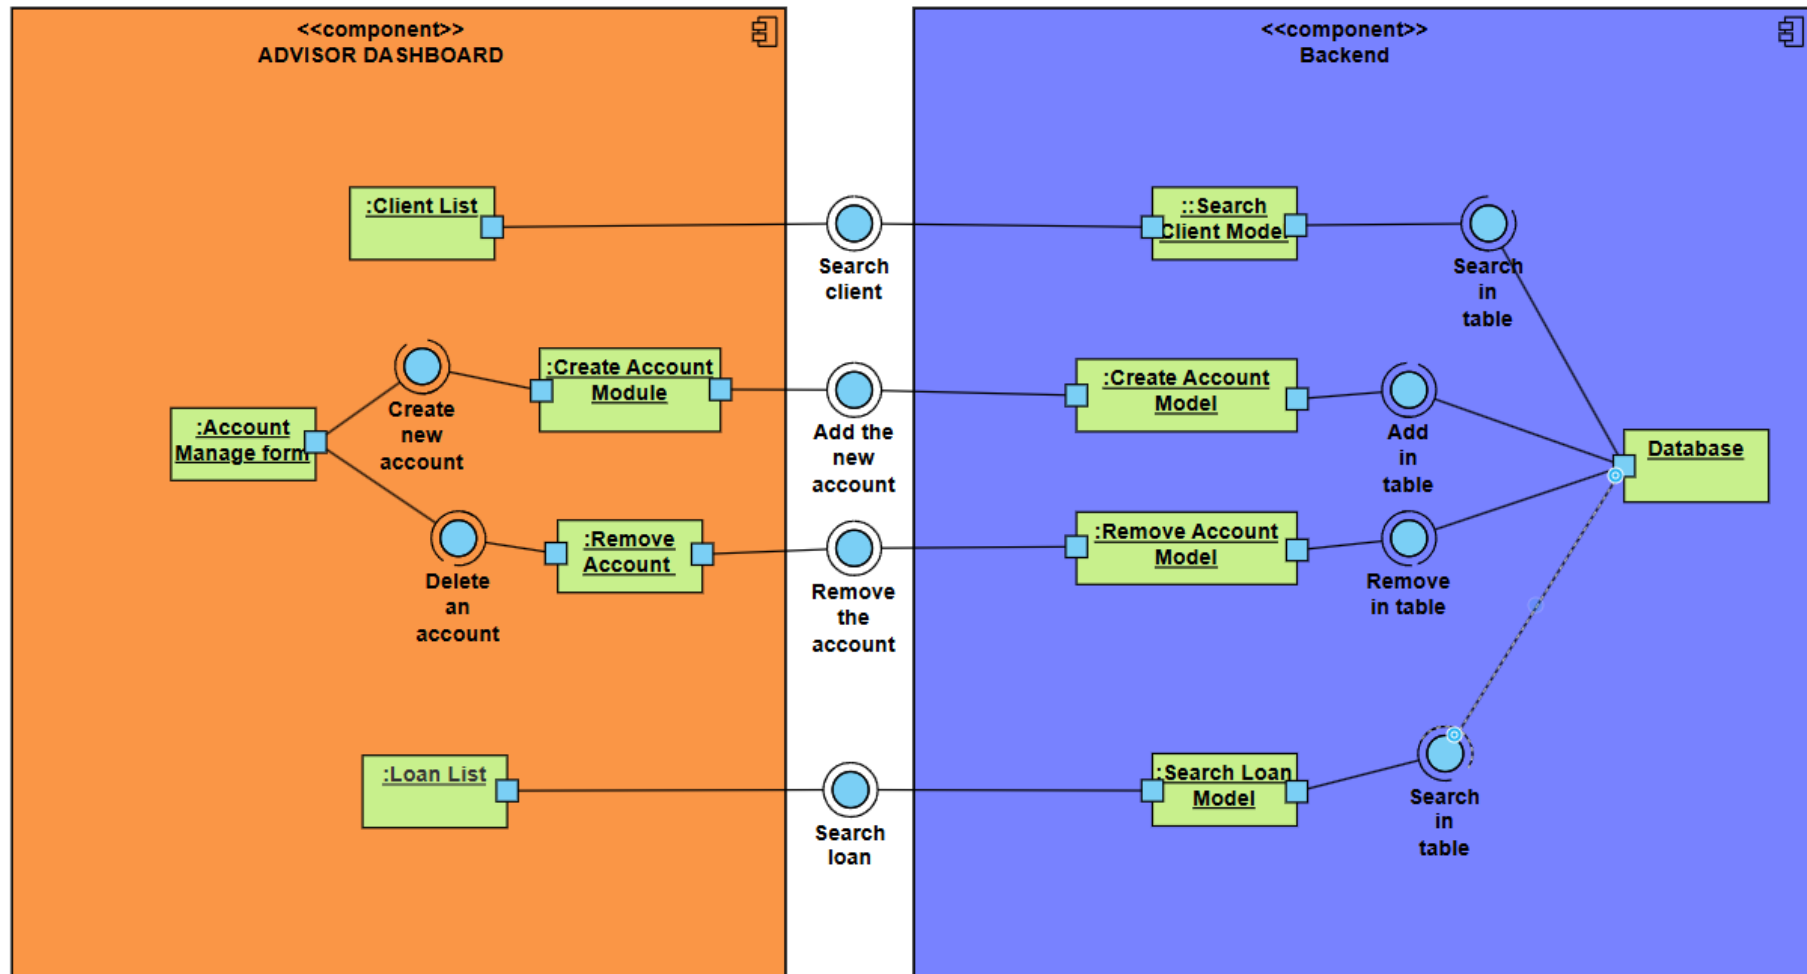 <<component>>
ADVISOR DASHBOARD
<<component>>
Backend
:Client List
Search
client
::Search
Client Model
Search
in
table
Create
new
account
:Create Account
Module
Add the
new
account
:Create Account
Model
Add
in
table
:Account
Manage form
Database
Delete
an
account
:Remove
Account
Remove
the
account
:Remove Account
Model
Remove
in table
:Loan List
Search
loan
:Search Loan
Model
Search
in
table